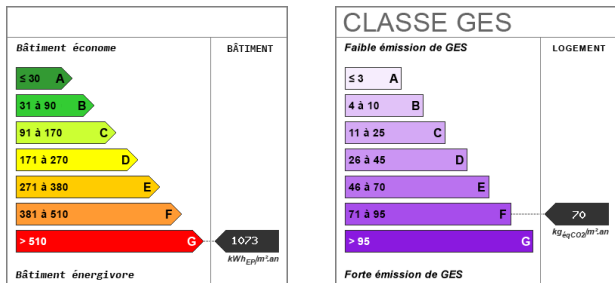 Bâtiment économe
BÂTIMENT
≤ 30 A
31 à 90 B
91 à 170 C
171 à 270 D
271 à 380 E
381 à 510 F
> 510 G
1073
kWhEP/m².an
Bâtiment énergivore
CLASSE GES
Faible émission de GES
LOGEMENT
≤ 3 A
4 à 10 B
11 à 25 C
26 à 45 D
46 à 70 E
71 à 95 F
70
kgéqCO2/m².an
> 95 G
Forte émission de GES